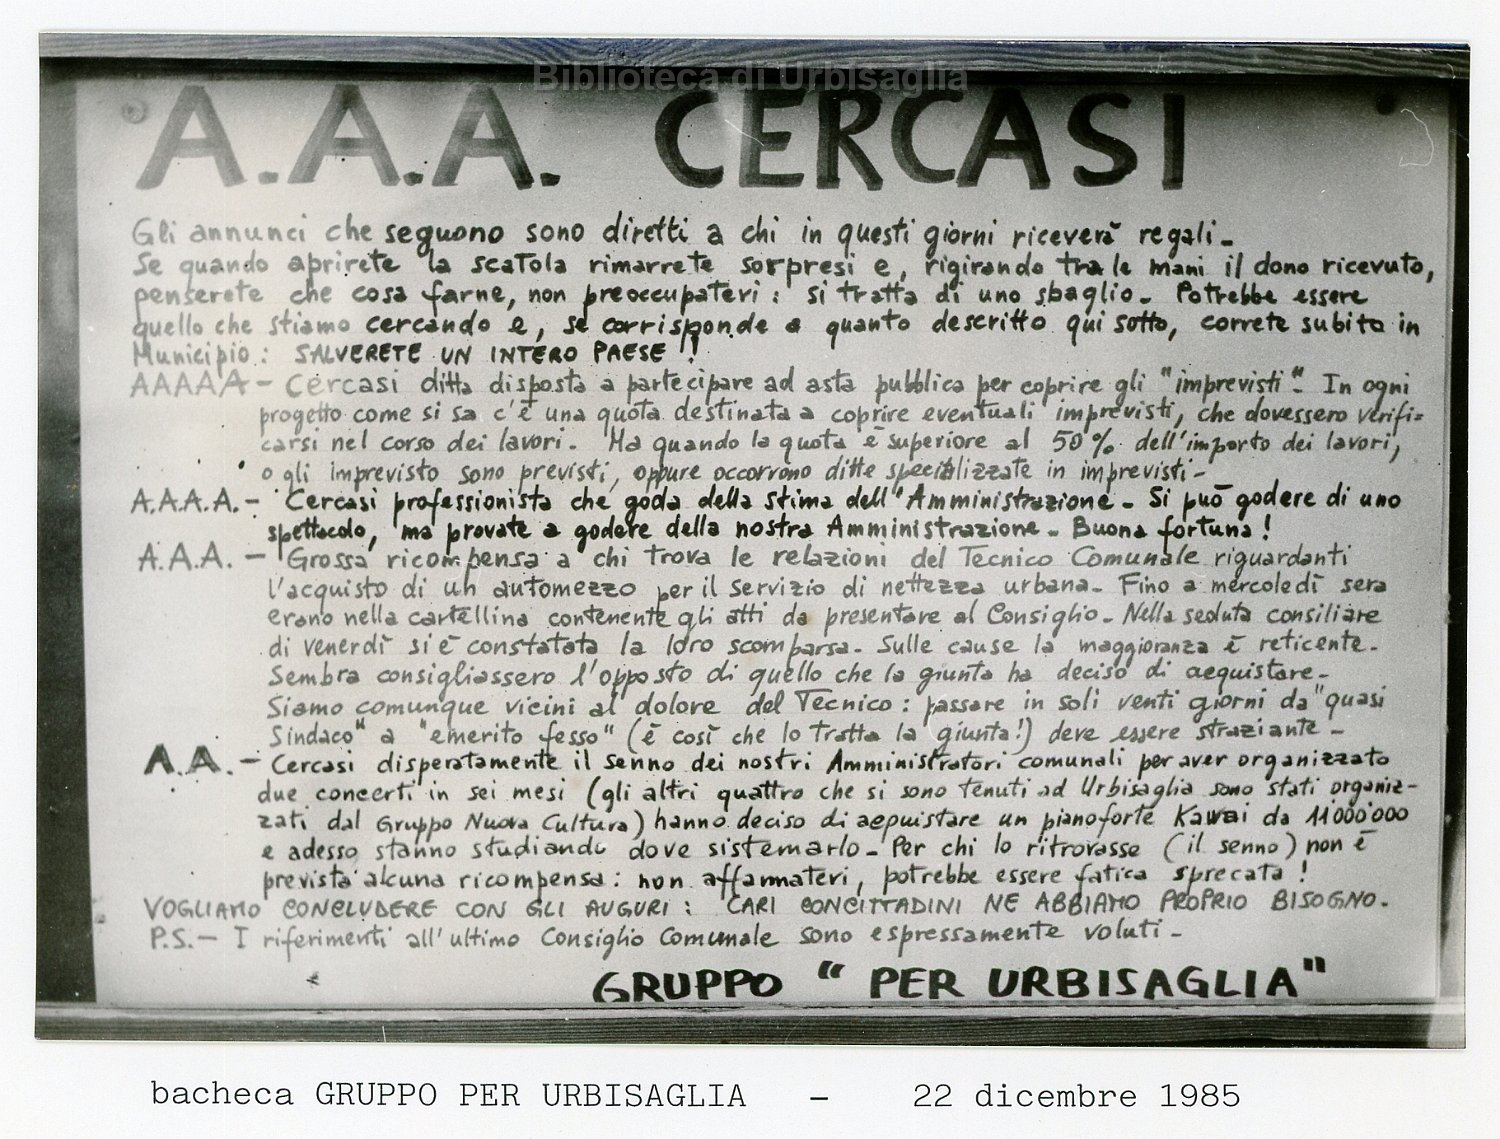 Biblioteca di Urbisaglia
A.A.A. CERCASI
Gli annunci che seguono sono diretti a chi in questi giorni riceverà regali.
Se quando aprirete la scatola rimarrete sorpresi e, rigirando tra le mani il dono ricevuto,
penserete che cosa farne, non preoccupatevi: si tratta di uno sbaglio. Potrebbe essere
quello che stiamo cercando e, se corrisponde a quanto descritto qui sotto, correte subito in
Municipio: SALVERETE UN INTERO PAESE!!
AAAAA - Cercasi ditta disposta a partecipare ad asta pubblica per coprire gli "imprevisti". In ogni
progetto come si sa c'è una quota destinata a coprire eventuali imprevisti, che dovessero verifi=
carsi nel corso dei lavori. Ma quando la quota è superiore al 50% dell'importo dei lavori,
o gli imprevisto sono previsti, oppure occorrono ditte specializzate in imprevisti -
A.A.A.A. - Cercasi professionista che goda della stima dell'Amministrazione. Si può godere di uno
spettacolo, ma provate a godere della nostra Amministrazione. Buona fortuna!
A.A.A. - Grossa ricompensa a chi trova le relazioni del Tecnico Comunale riguardanti
l'acquisto di un automezzo per il servizio di nettezza urbana. Fino a mercoledì sera
erano nella cartellina contenente gli atti da presentare al Consiglio. Nella seduta consiliare
di venerdì si è constatata la loro scomparsa. Sulle cause la maggioranza è reticente.
Sembra consigliassero l'opposto di quello che la giunta ha deciso di acquistare.
Siamo comunque vicini al dolore del Tecnico: passare in soli venti giorni da "quasi
Sindaco" a "emerito fesso" (è così che lo tratta la giunta!) deve essere straziante -
A.A. - Cercasi disperatamente il senno dei nostri Amministratori comunali per aver organizzato
due concerti in sei mesi (gli altri quattro che si sono tenuti ad Urbisaglia sono stati organiz-
zati dal Gruppo Nuova Cultura) hanno deciso di acquistare un pianoforte Kawai da 11'000'000
e adesso stanno studiando dove sistemarlo. Per chi lo ritrovasse (il senno) non è
prevista alcuna ricompensa: non affannatevi, potrebbe essere fatica sprecata!
VOGLIAMO CONCLUDERE CON GLI AUGURI: CARI CONCITTADINI NE ABBIAMO PROPRIO BISOGNO.
P.S. - I riferimenti all'ultimo Consiglio Comunale sono espressamente voluti -
GRUPPO "PER URBISAGLIA"
bacheca GRUPPO PER URBISAGLIA - 22 dicembre 1985